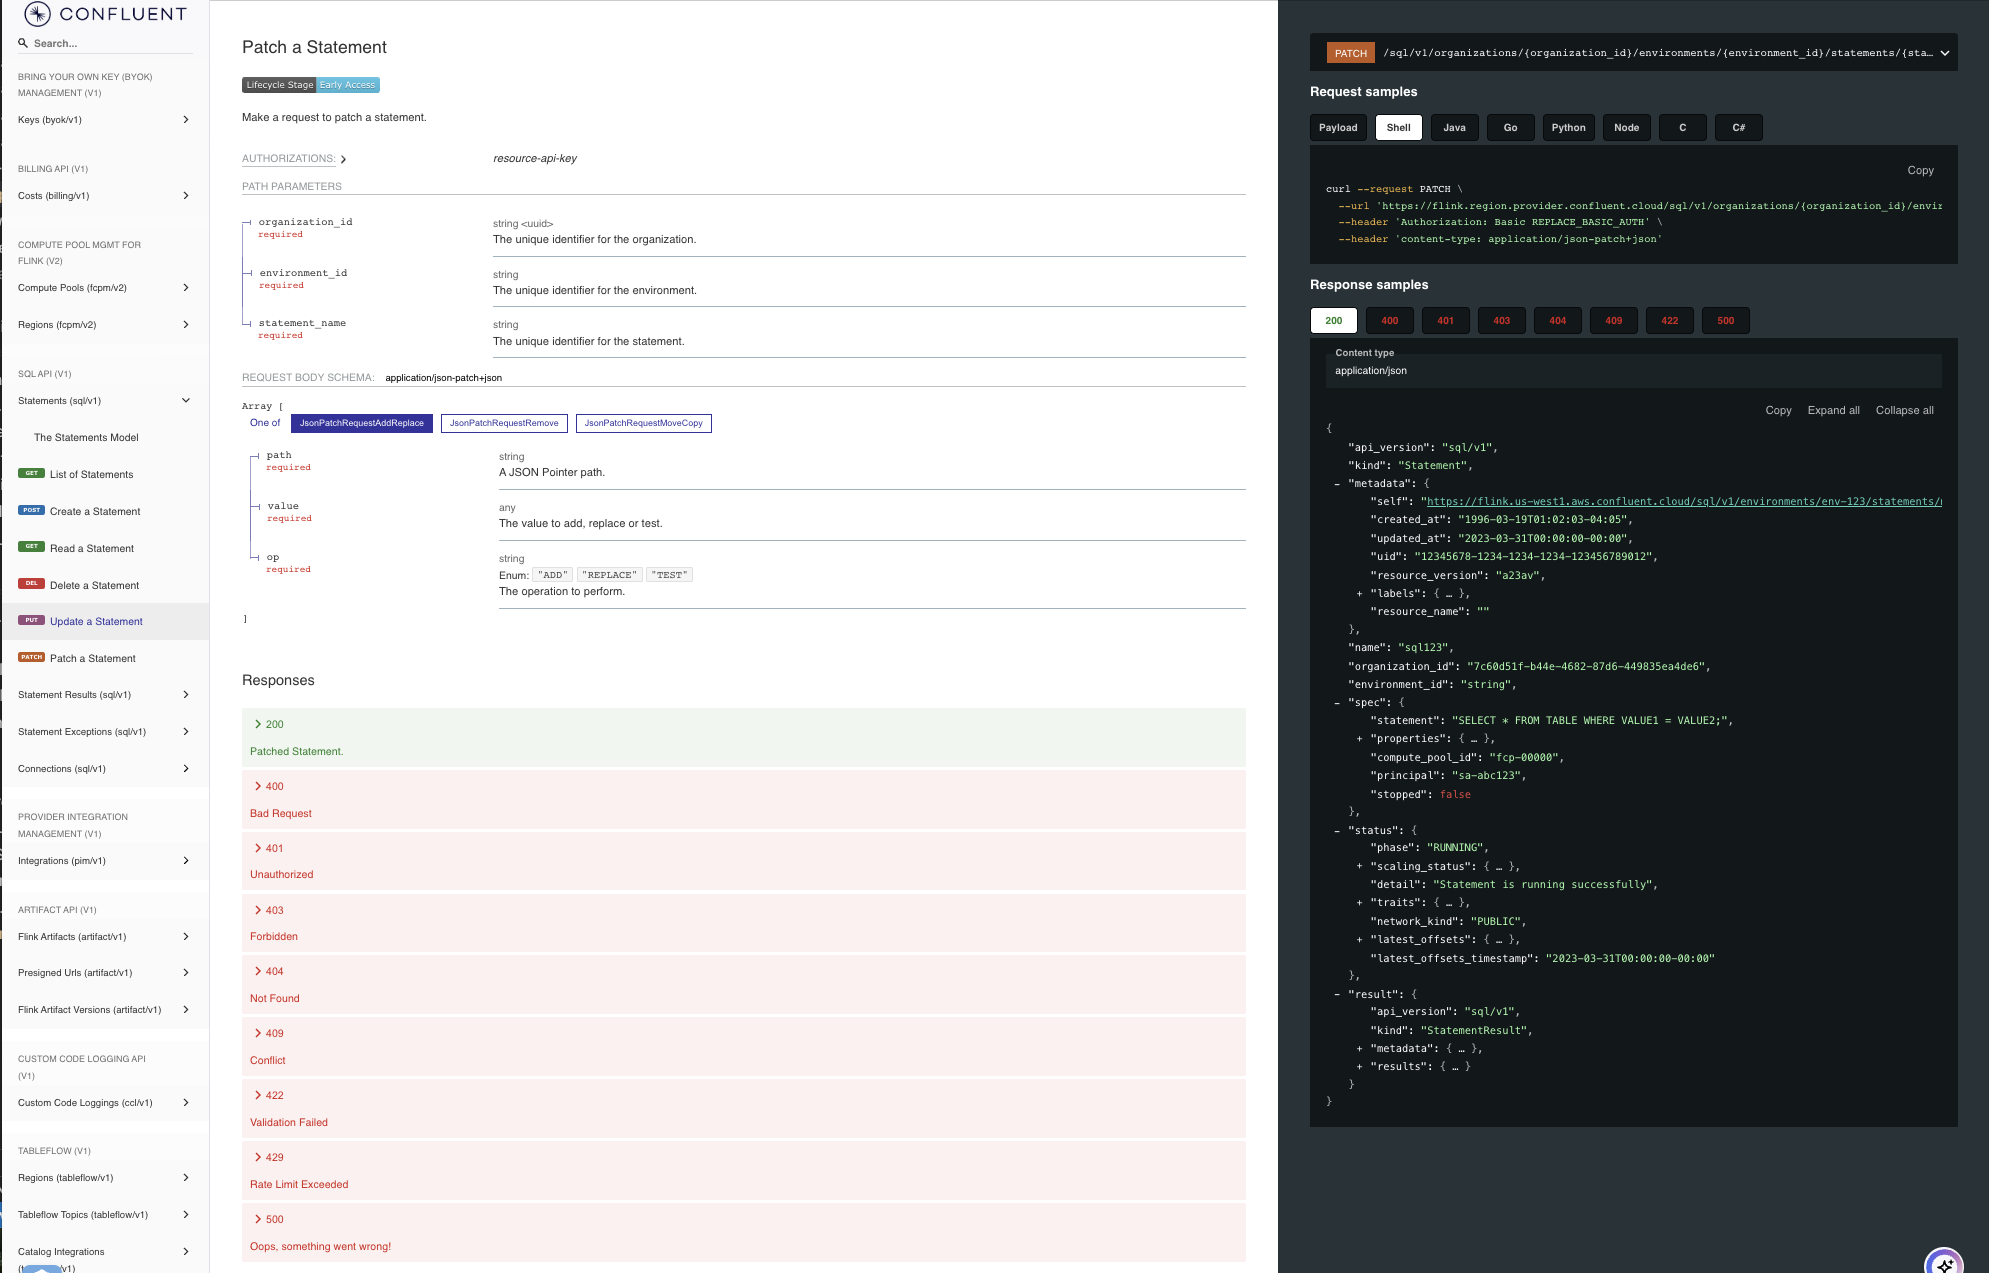 CONFLUENT
Search...
BRING YOUR OWN KEY (BYOK)
MANAGEMENT (V1)
Keys (byok/v1)
BILLING API (V1)
Costs (billing/v1)
COMPUTE POOL MGMT FOR
FLINK (V2)
Compute Pools (fcpm/v2)
Regions (fcpm/v2)
SQL API (V1)
Statements (sql/v1)
The Statements Model
GET List of Statements
POST Create a Statement
GET Read a Statement
DEL Delete a Statement
PUT Update a Statement
PATCH Patch a Statement
Statement Results (sql/v1)
Statement Exceptions (sql/v1)
Connections (sql/v1)
PROVIDER INTEGRATION
MANAGEMENT (V1)
Integrations (pim/v1)
ARTIFACT API (V1)
Flink Artifacts (artifact/v1)
Presigned Urls (artifact/v1)
Flink Artifact Versions (artifact/v1)
CUSTOM CODE LOGGING API
(V1)
Custom Code Loggings (ccl/v1)
TABLEFLOW (V1)
Regions (tableflow/v1)
Tableflow Topics (tableflow/v1)
Catalog Integrations
Patch a Statement
Lifecycle Stage Early Access
Make a request to patch a statement.
AUTHORIZATIONS: resource-api-key
PATH PARAMETERS
organization_id string <uuid>
required The unique identifier for the organization.
environment_id string
required The unique identifier for the environment.
statement_name string
required The unique identifier for the statement.
REQUEST BODY SCHEMA: application/json-patch+json
Array [
One of JsonPatchRequestAddReplace JsonPatchRequestRemove JsonPatchRequestMoveCopy
path string
required A JSON Pointer path.
value any
required The value to add, replace or test.
op string
required Enum: "ADD" "REPLACE" "TEST"
The operation to perform.
]
Responses
200
Patched Statement.
400
Bad Request
401
Unauthorized
403
Forbidden
404
Not Found
409
Conflict
422
Validation Failed
429
Rate Limit Exceeded
500
Oops, something went wrong!
PATCH /sql/v1/organizations/{organization_id}/environments/{environment_id}/statements/{sta…
Request samples
Payload Shell Java Go Python Node C C#
Copy
curl --request PATCH \
--url 'https://flink.region.provider.confluent.cloud/sql/v1/organizations/{organization_id}/envir
--header 'Authorization: Basic REPLACE_BASIC_AUTH' \
--header 'content-type: application/json-patch+json'
Response samples
200 400 401 403 404 409 422 500
Content type
application/json
Copy Expand all Collapse all
{
"api_version": "sql/v1",
"kind": "Statement",
- "metadata": {
"self": "https://flink.us-west1.aws.confluent.cloud/sql/v1/environments/env-123/statements/
"created_at": "1996-03-19T01:02:03-04:05",
"updated_at": "2023-03-31T00:00:00-00:00",
"uid": "12345678-1234-1234-1234-123456789012",
"resource_version": "a23av",
+ "labels": { … },
"resource_name": ""
},
"name": "sql123",
"organization_id": "7c60d51f-b44e-4682-87d6-449835ea4de6",
"environment_id": "string",
- "spec": {
"statement": "SELECT * FROM TABLE WHERE VALUE1 = VALUE2;",
+ "properties": { … },
"compute_pool_id": "fcp-00000",
"principal": "sa-abc123",
"stopped": false
},
- "status": {
"phase": "RUNNING",
+ "scaling_status": { … },
"detail": "Statement is running successfully",
+ "traits": { … },
"network_kind": "PUBLIC",
+ "latest_offsets": { … },
"latest_offsets_timestamp": "2023-03-31T00:00:00-00:00"
},
- "result": {
"api_version": "sql/v1",
"kind": "StatementResult",
+ "metadata": { … },
+ "results": { … }
}
}